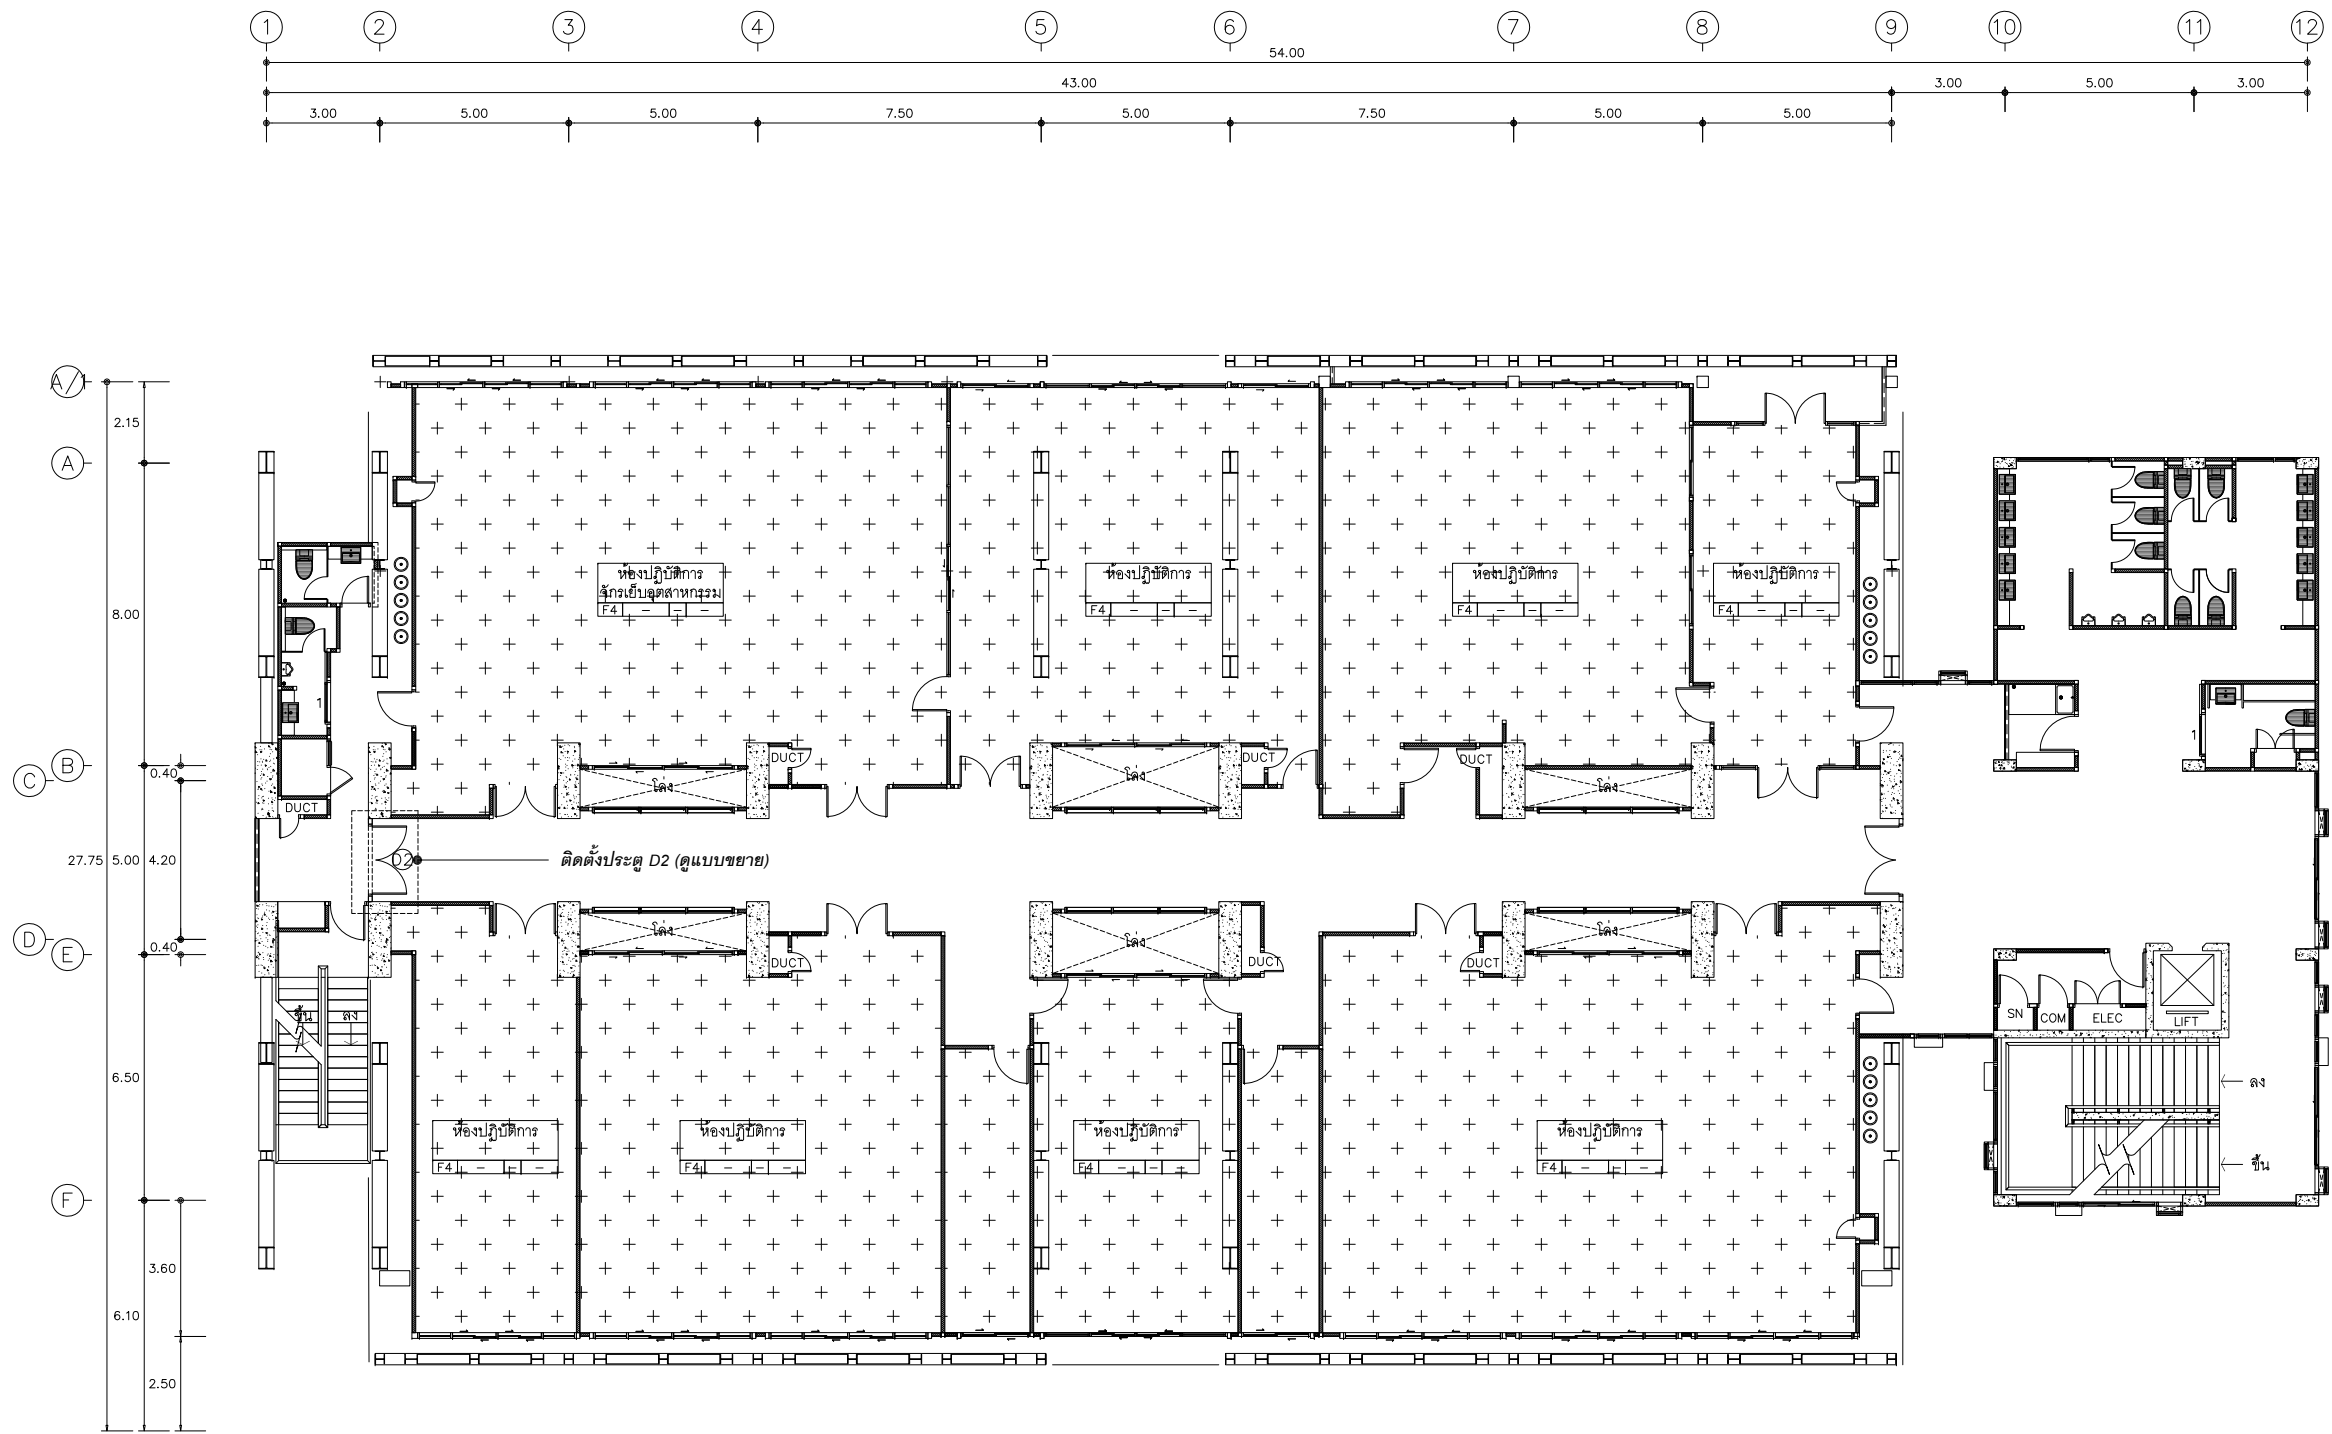 1 2 3 4 5 6 7 8 9 10 11 12
54.00
43.00 3.00 5.00 3.00
3.00 5.00 5.00 7.50 5.00 7.50 5.00 5.00
A/1
2.15
A
8.00
ห้องปฏิบัติการ
จักรเย็บอุตสาหกรรม
F4 – – –
ห้องปฏิบัติการ
F4 – – –
ห้องปฏิบัติการ
F4 – – –
ห้องปฏิบัติการ
F4 – – –
1
1
B
0.40
C
DUCT
DUCT
DUCT
DUCT
โล่ง
โล่ง
โล่ง
27.75 5.00 4.20
D2
ติดตั้งประตู D2 (ดูแบบขยาย)
D
0.40
E
โล่ง
โล่ง
โล่ง
DUCT
DUCT
DUCT
ขึ้น ลง
SN COM ELEC LIFT
6.50
ลง
ห้องปฏิบัติการ
F4 – – –
ห้องปฏิบัติการ
F4 – – –
ห้องปฏิบัติการ
F4 – – –
ห้องปฏิบัติการ
F4 – – –
ขึ้น
F
3.60
6.10
2.50